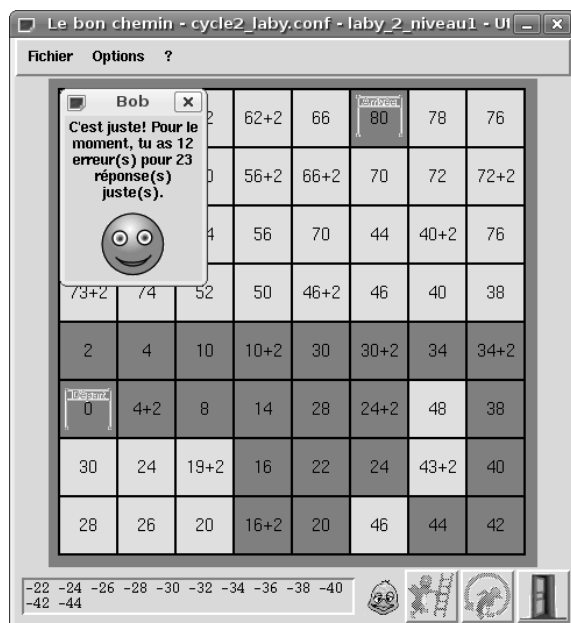 Le bon chemin - cycle2_laby.conf - laby_2_niveau1 - U
Fichier Options ?
Bob
C'est juste! Pour le
moment, tu as 12
erreur(s) pour 23
réponse(s)
juste(s).
2 62+2 66 Arrivée 80 78 76
0 56+2 66+2 70 72 72+2
4 56 70 44 40+2 76
73+2 74 52 50 46+2 46 40 38
2 4 10 10+2 30 30+2 34 34+2
Départ 0 4+2 8 14 28 24+2 48 38
30 24 19+2 16 22 24 43+2 40
28 26 20 16+2 20 46 44 42
-22 -24 -26 -28 -30 -32 -34 -36 -38 -40
-42 -44